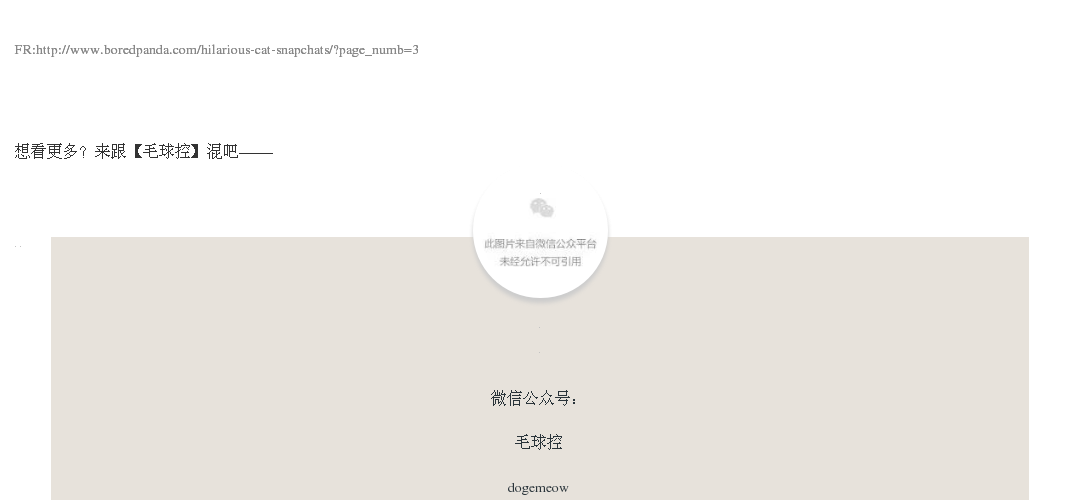 FR:http://www.boredpanda.com/hilarious-cat-snapchats/?page_numb=3
想看更多？来跟【毛球控】混吧——
此图片来自微信公众平台
未经允许不可引用
微信公众号：
毛球控
dogemeow